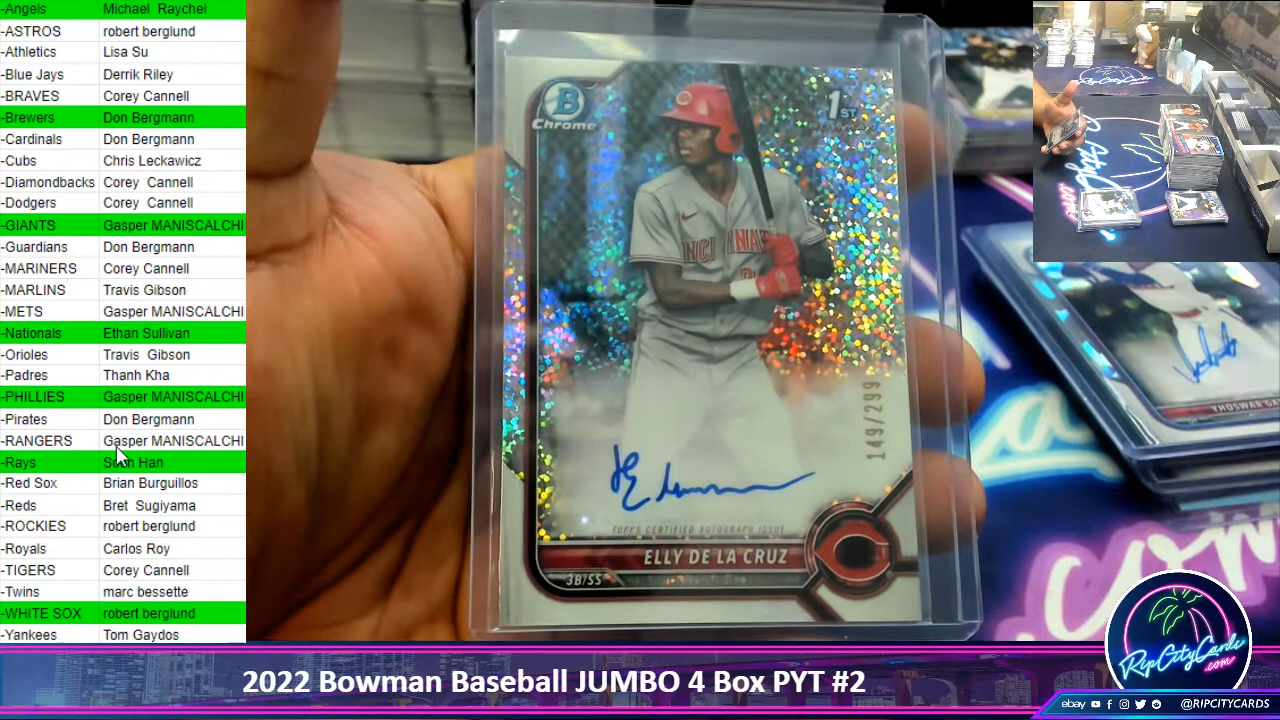 -Angels Michael Raychel
-ASTROS robert berglund
-Athletics Lisa Su
-Blue Jays Derrik Riley
-BRAVES Corey Cannell
-Brewers Don Bergmann
-Cardinals Don Bergmann
-Cubs Chris Leckawicz
-Diamondbacks Corey Cannell
-Dodgers Corey Cannell
-GIANTS Gasper MANISCALCHI
-Guardians Don Bergmann
-MARINERS Corey Cannell
-MARLINS Travis Gibson
-METS Gasper MANISCALCHI
-Nationals Ethan Sullivan
-Orioles Travis Gibson
-Padres Thanh Kha
-PHILLIES Gasper MANISCALCHI
-Pirates Don Bergmann
-RANGERS Gasper MANISCALCHI
-Rays Han
-Red Sox Brian Burguillos
-Reds Bret Sugiyama
-ROCKIES robert berglund
-Royals Carlos Roy
-TIGERS Corey Cannell
-Twins marc bessette
-WHITE SOX robert berglund
-Yankees Tom Gaydos
B
Chrome
1ST
BOWMAN
149/299
TOPPS CERTIFIED AUTOGRAPH ISSUE
ELLY DE LA CRUZ
3B/SS
YHOSWAR
RipCityCards
.com
2022 Bowman Baseball JUMBO 4 Box PYT #2
ebay @RIPCITYCARDS